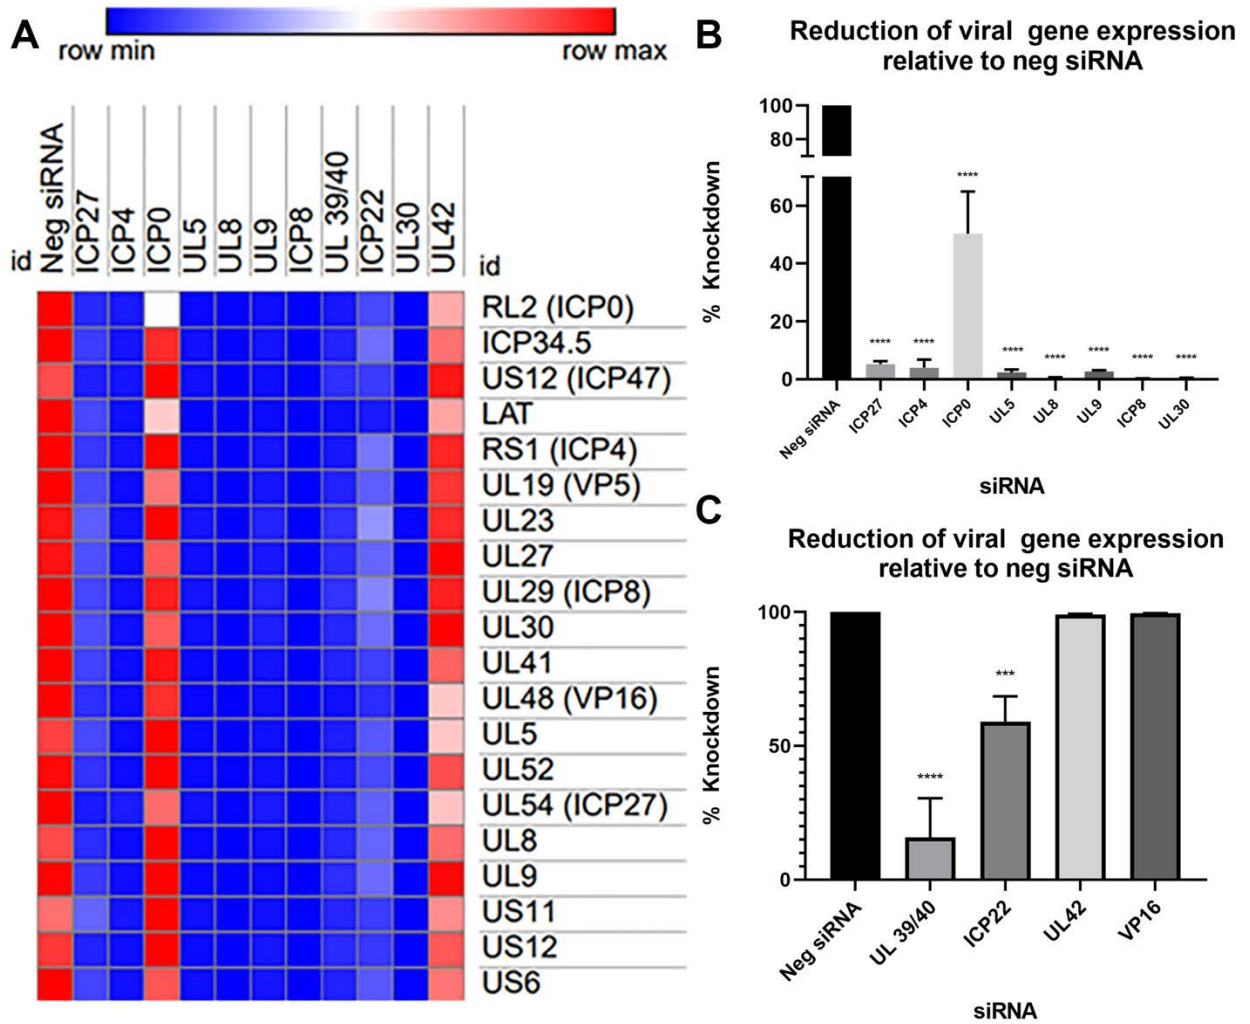 A
row min
row max
id
Neg siRNA
ICP27
ICP4
ICP0
UL5
UL8
UL9
ICP8
UL 39/40
ICP22
UL30
UL42
id
RL2 (ICP0)
ICP34.5
US12 (ICP47)
LAT
RS1 (ICP4)
UL19 (VP5)
UL23
UL27
UL29 (ICP8)
UL30
UL41
UL48 (VP16)
UL5
UL52
UL54 (ICP27)
UL8
UL9
US11
US12
US6
B
Reduction of viral gene expression
relative to neg siRNA
% Knockdown
100
80
60
40
20
0
****
****
****
****
****
****
****
****
Neg siRNA
ICP27
ICP4
ICP0
UL5
UL8
UL9
ICP8
UL30
siRNA
C
Reduction of viral gene expression
relative to neg siRNA
% Knockdown
100
50
0
****
***
Neg siRNA
UL 39/40
ICP22
UL42
VP16
siRNA